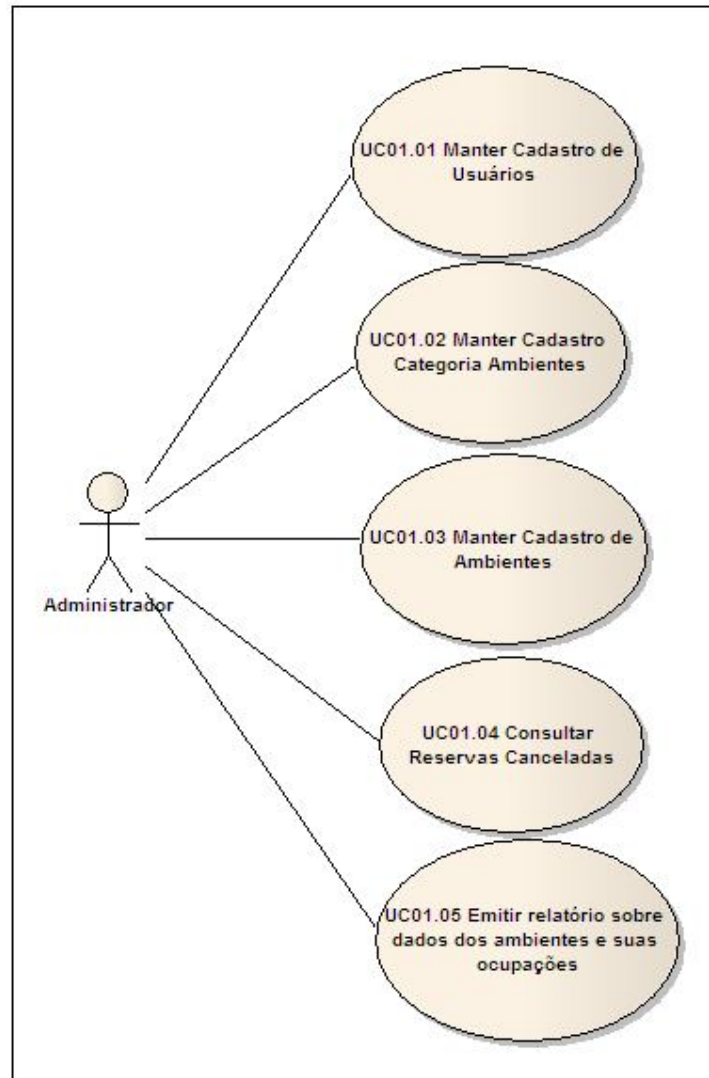 UC01.01 Manter Cadastro de
Usuários
UC01.02 Manter Cadastro
Categoria Ambientes
UC01.03 Manter Cadastro de
Ambientes
Administrador
UC01.04 Consultar
Reservas Canceladas
UC01.05 Emitir relatório sobre
dados dos ambientes e suas
ocupações